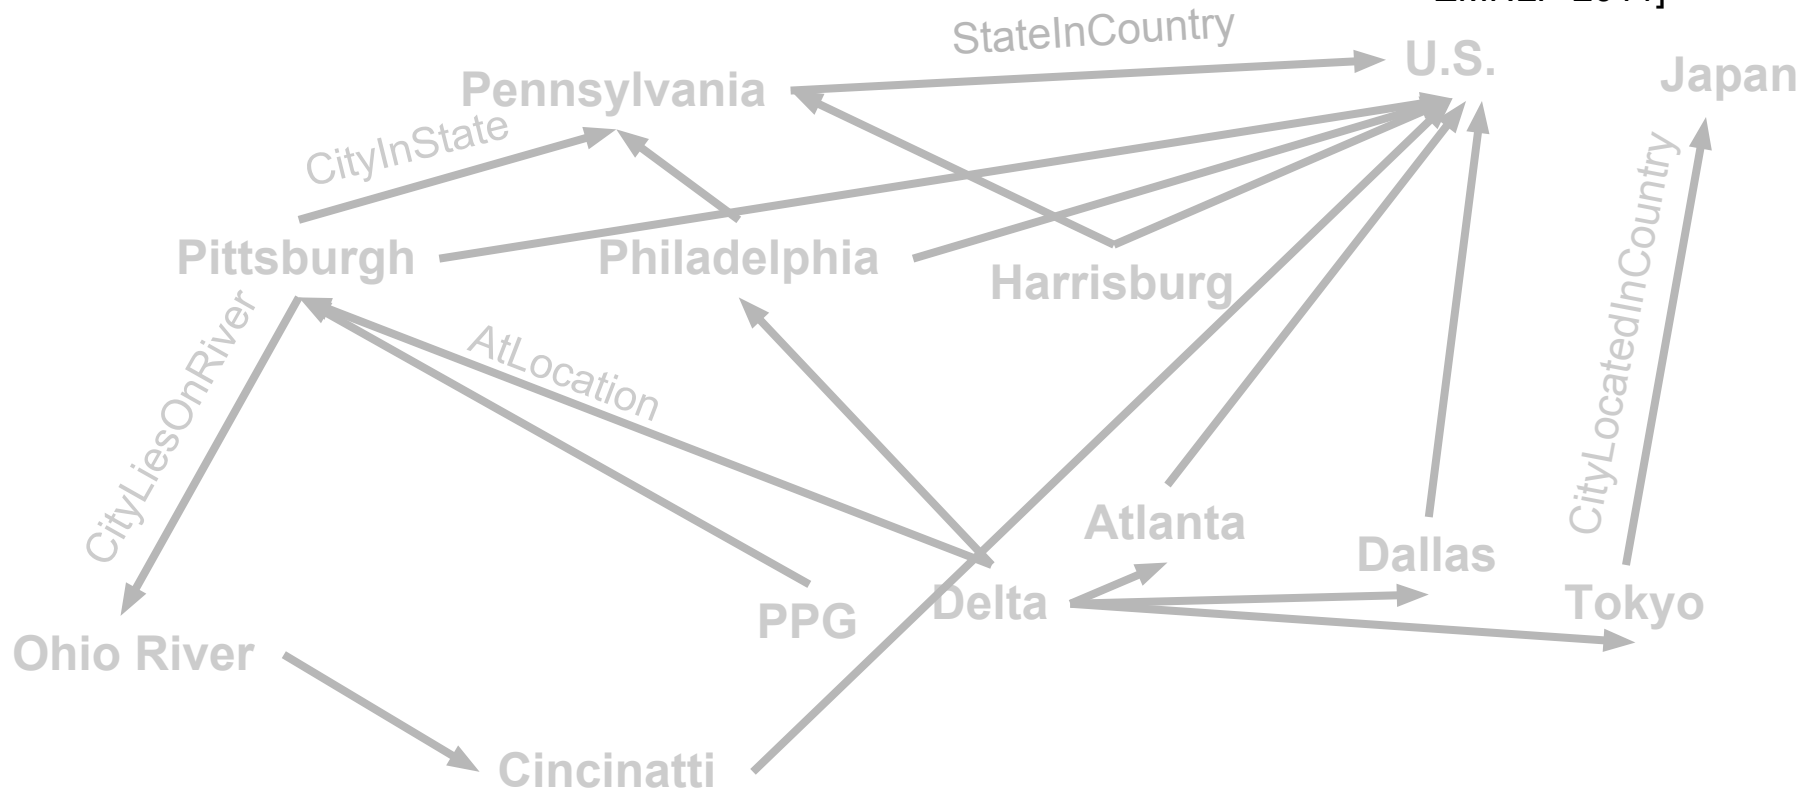 StateInCountry
U.S.
Japan
Pennsylvania
CityInState
Pittsburgh
Philadelphia
Harrisburg
CityLocatedInCountry
CityLiesOnRiver
AtLocation
Atlanta
Dallas
Tokyo
PPG
Delta
Ohio River
Cincinatti